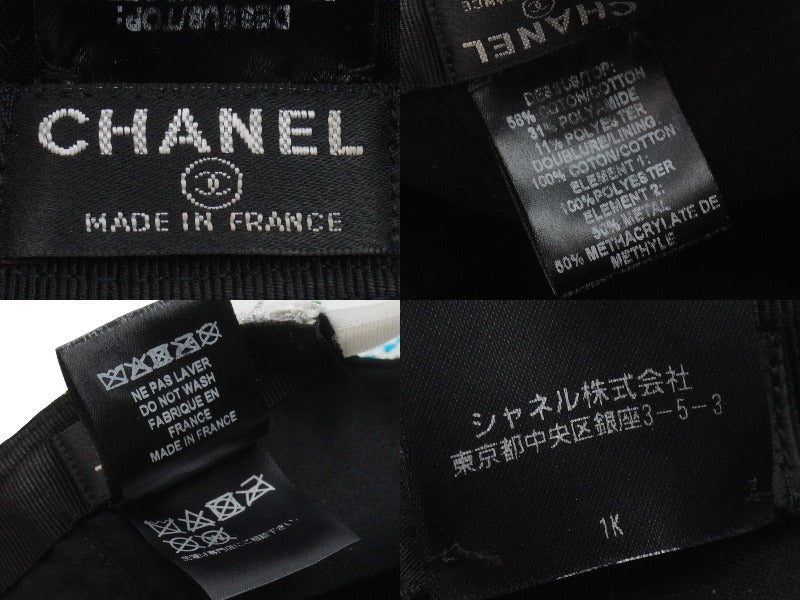 DESSUS/TOP:
CHANEL
MADE IN FRANCE
CHANEL
DESSUS/TOP:
58% COTON/COTTON
31% POLYAMIDE
11% POLYESTER
DOUBLURE/LINING:
100% COTON/COTTON
ELEMENT 1:
100%POLYESTER
ELEMENT 2:
50% METAL
50% METHACRYLATE DE
METHYLE
NE PAS LAVER
DO NOT WASH
FABRIQUE EN
FRANCE
MADE IN FRANCE
シャネル株式会社
東京都中央区銀座3-5-3
1K